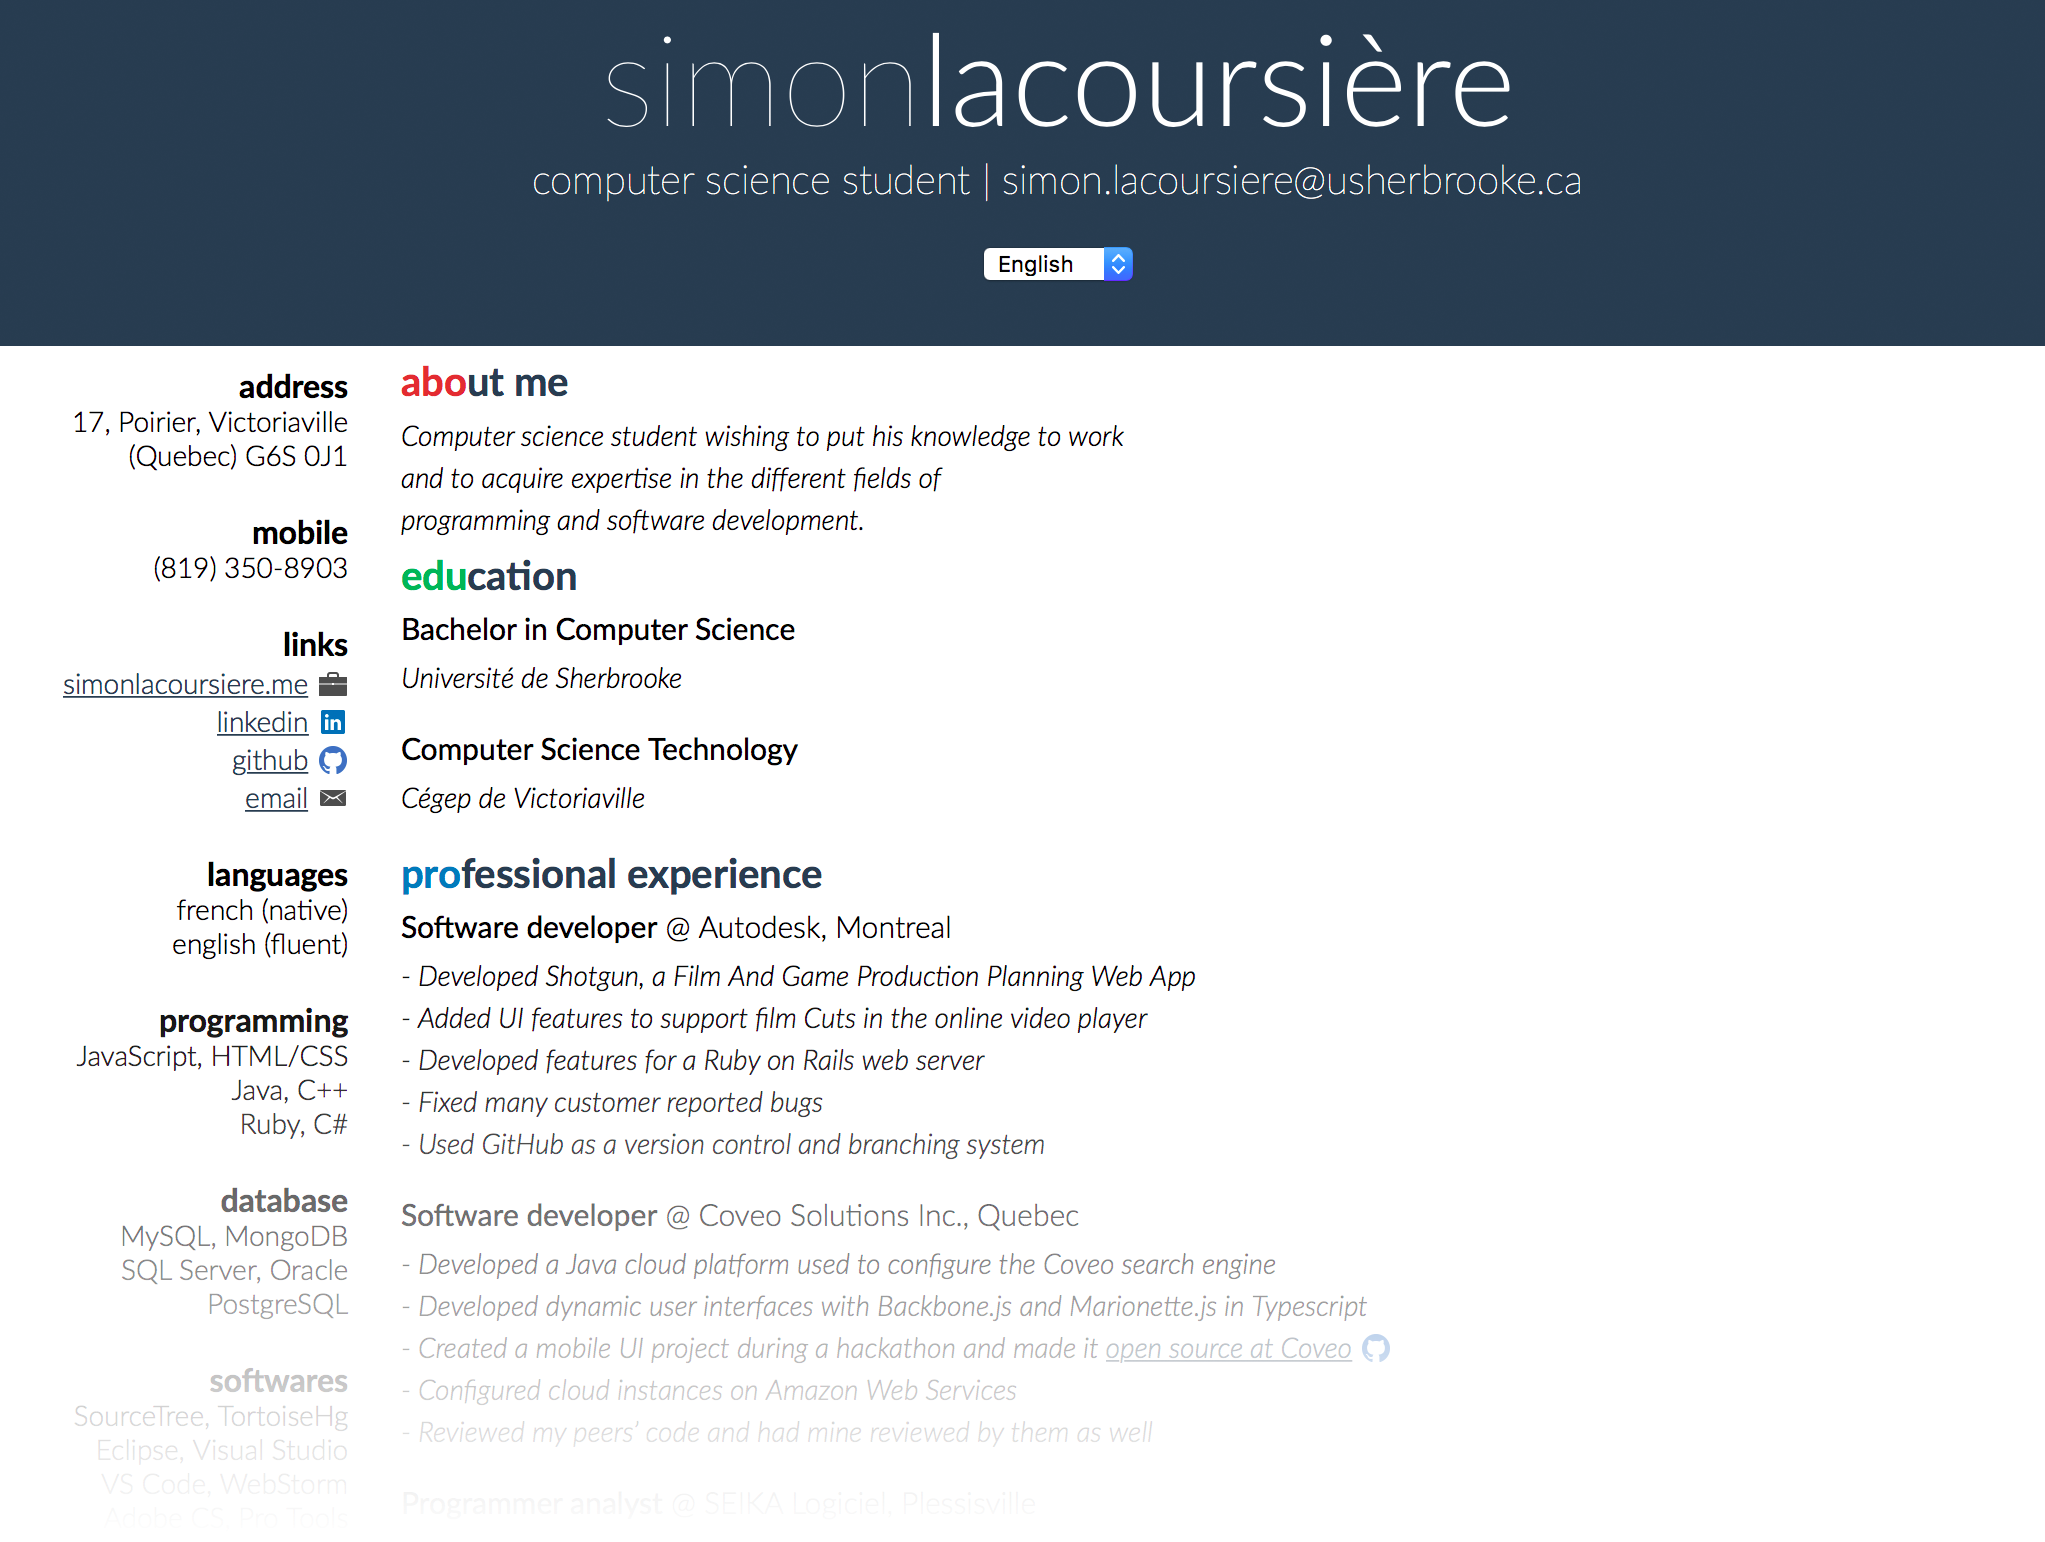 simonlacoursière
computer science student | simon.lacoursiere@usherbrooke.ca
English
address
17, Poirier, Victoriaville
(Quebec) G6S 0J1
mobile
(819) 350-8903
links
simonlacoursiere.me
linkedin
github
email
languages
french (native)
english (fluent)
programming
JavaScript, HTML/CSS
Java, C++
Ruby, C#
database
MySQL, MongoDB
SQL Server, Oracle
PostgreSQL
softwares
SourceTree, TortoiseHg
Eclipse, Visual Studio
VS Code, WebStorm
Adobe CS, Pro Tools
about me
Computer science student wishing to put his knowledge to work
and to acquire expertise in the different fields of
programming and software development.
education
Bachelor in Computer Science
Université de Sherbrooke
Computer Science Technology
Cégep de Victoriaville
professional experience
Software developer @ Autodesk, Montreal
- Developed Shotgun, a Film And Game Production Planning Web App
- Added UI features to support film Cuts in the online video player
- Developed features for a Ruby on Rails web server
- Fixed many customer reported bugs
- Used GitHub as a version control and branching system
Software developer @ Coveo Solutions Inc., Quebec
- Developed a Java cloud platform used to configure the Coveo search engine
- Developed dynamic user interfaces with Backbone.js and Marionette.js in Typescript
- Created a mobile UI project during a hackathon and made it open source at Coveo
- Configured cloud instances on Amazon Web Services
- Reviewed my peers’ code and had mine reviewed by them as well
Programmer analyst @ SEIKA Logiciel, Plessisville